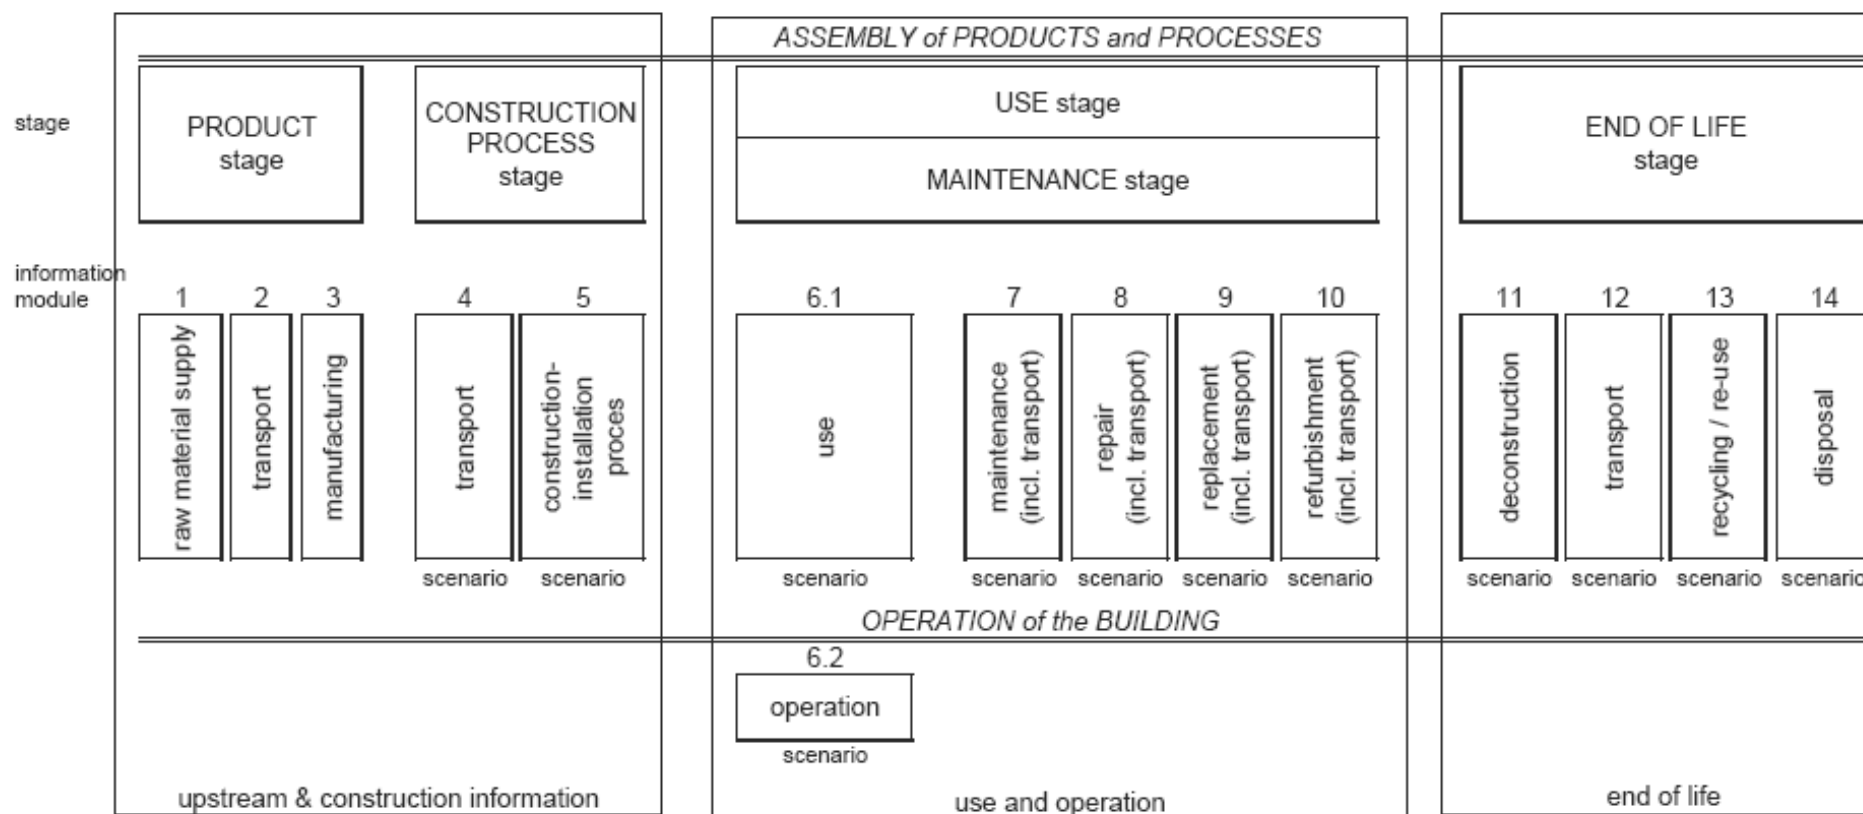 ASSEMBLY of PRODUCTS and PROCESSES
stage
PRODUCT
stage
CONSTRUCTION
PROCESS
stage
USE stage
MAINTENANCE stage
END OF LIFE
stage
information
module
1
2
3
4
5
6.1
7
8
9
10
11
12
13
14
raw material supply
transport
manufacturing
transport
construction-
installation
proces
use
maintenance
(incl. transport)
repair
(incl. transport)
replacement
(incl. transport)
refurbishment
(incl. transport)
deconstruction
transport
recycling / re-use
disposal
scenario
scenario
scenario
scenario
scenario
scenario
scenario
scenario
scenario
scenario
scenario
OPERATION of the BUILDING
6.2
operation
scenario
upstream & construction information
use and operation
end of life